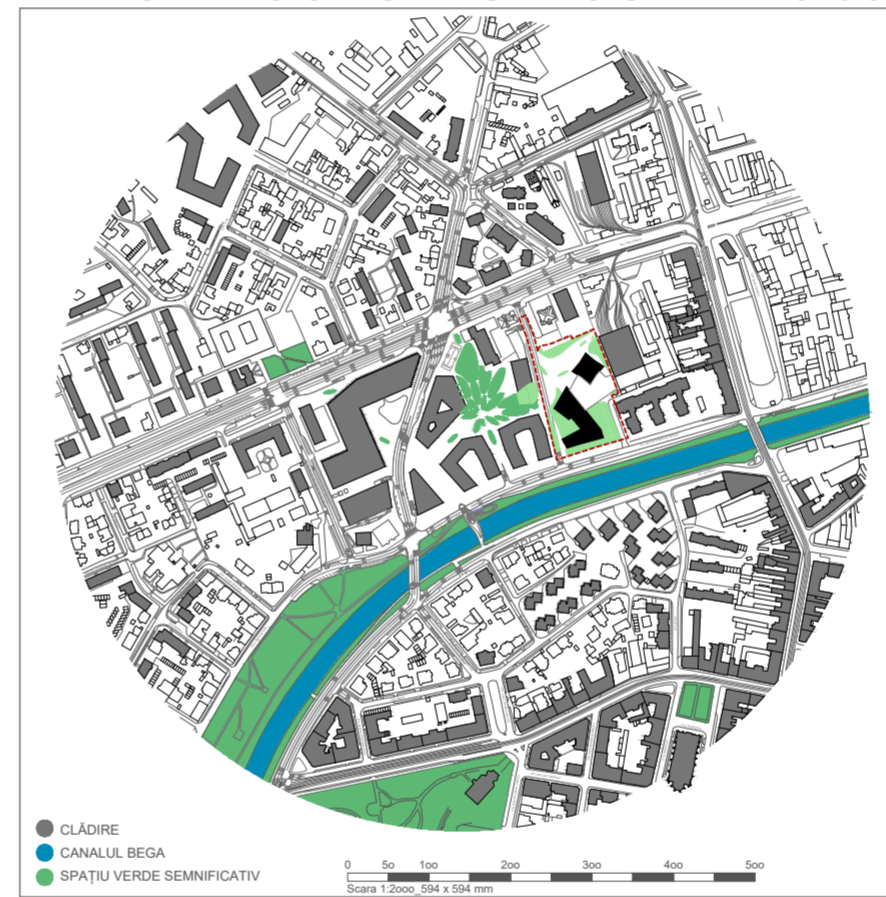 CLĂDIRE
CANALUL BEGA
SPAȚIU VERDE SEMNIFICATIV
0 5o 1oo 2oo 3oo 4oo 5oo
Scara 1:2ooo_594 x 594 mm